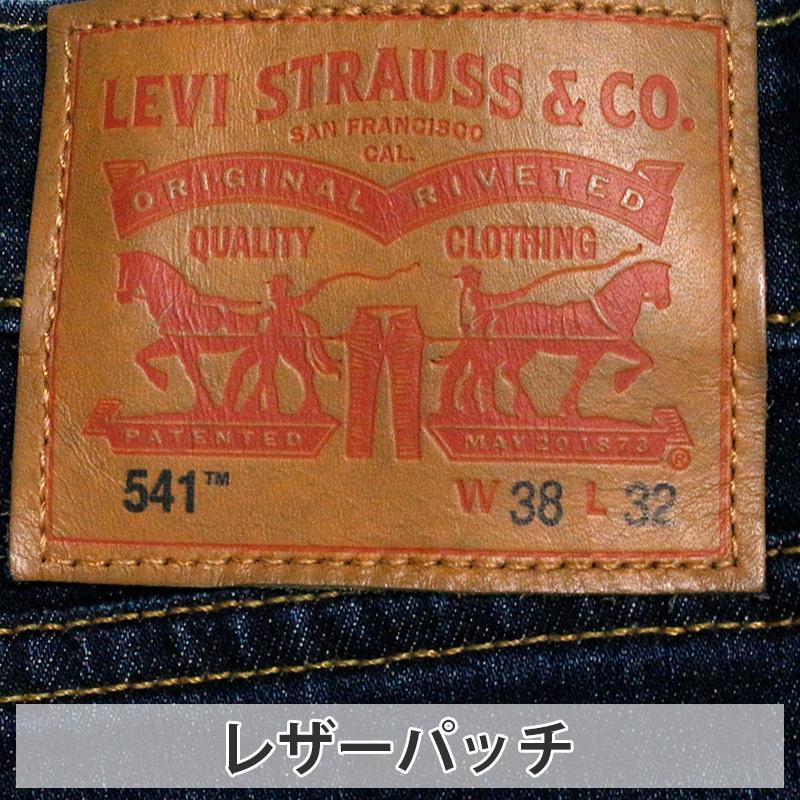 LEVI STRAUSS & CO.
SAN FRANCISCO
CAL.
ORIGINAL RIVETED
QUALITY CLOTHING
PATENTED MAY 20 1873 ®
541™ W 38 L 32
レザーパッチ